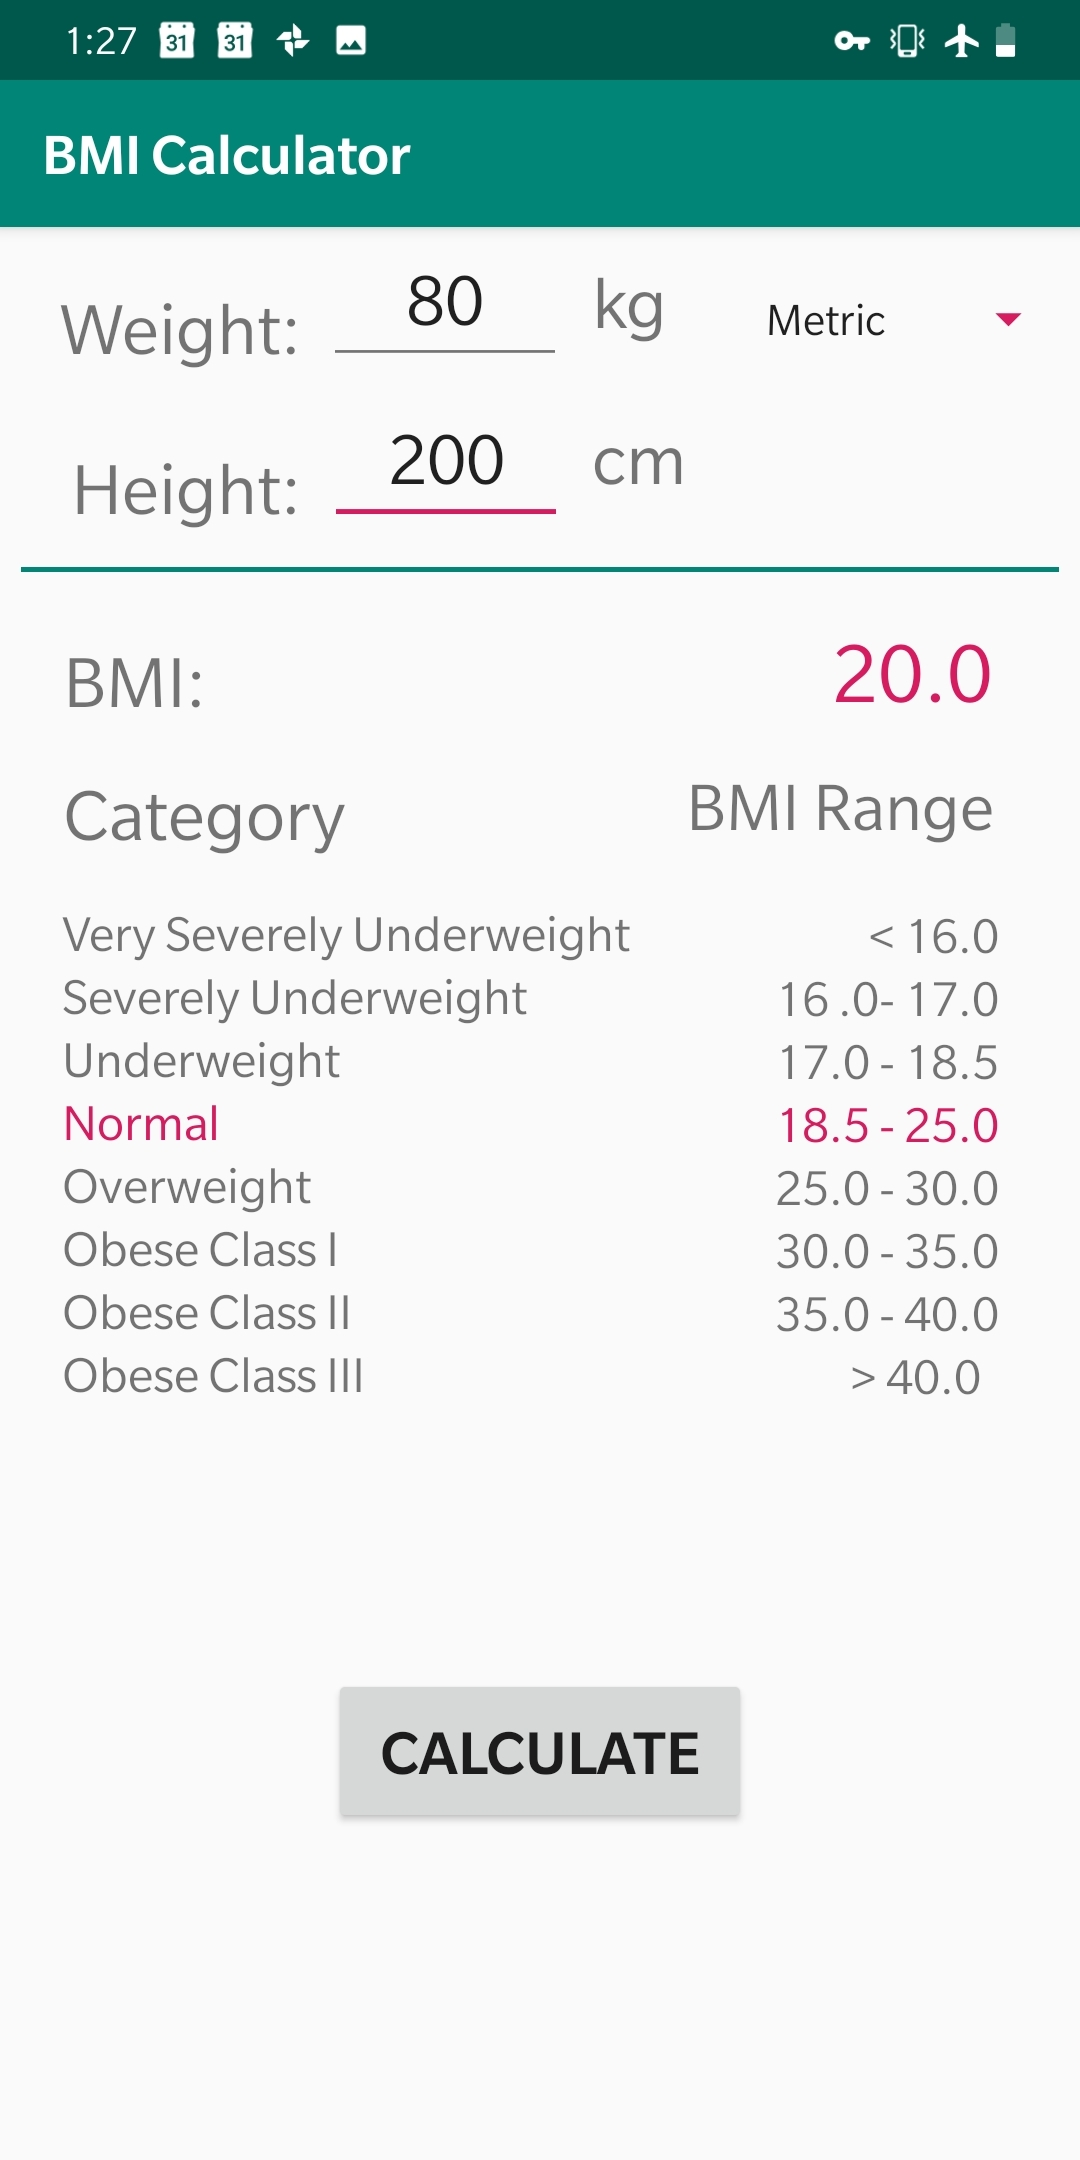 1:27 31 31
BMI Calculator
Weight: 80 kg Metric
Height: 200 cm
BMI: 20.0
Category BMI Range
Very Severely Underweight < 16.0
Severely Underweight 16 .0- 17.0
Underweight 17.0 - 18.5
Normal 18.5 - 25.0
Overweight 25.0 - 30.0
Obese Class I 30.0 - 35.0
Obese Class II 35.0 - 40.0
Obese Class III > 40.0
CALCULATE